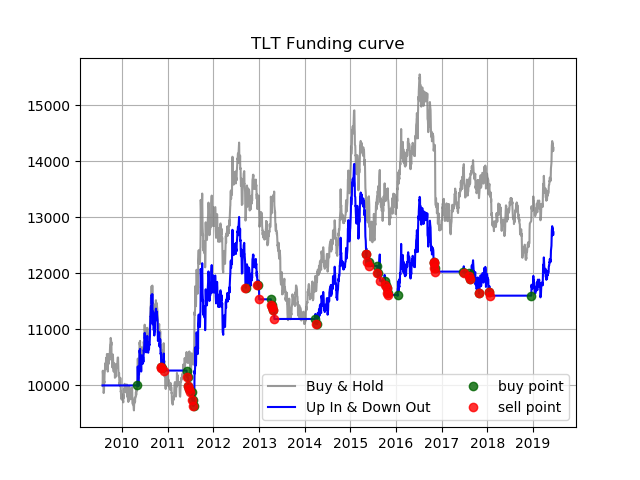 TLT Funding curve
15000
14000
13000
12000
11000
10000
Buy & Hold
Up In & Down Out
buy point
sell point
2010 2011 2012 2013 2014 2015 2016 2017 2018 2019